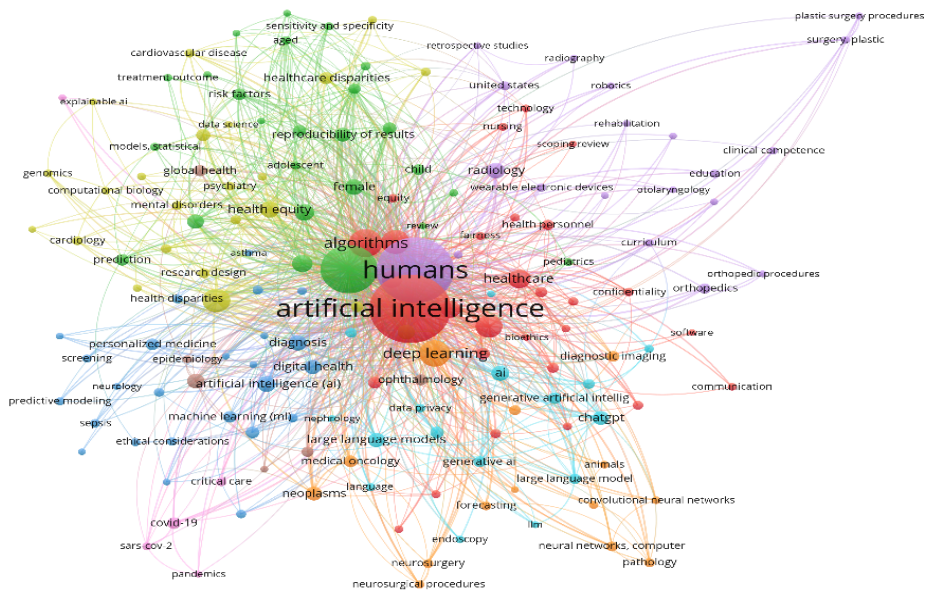 plastic surgery procedures
sensitivity and specificity
aged
surgery, plastic
retrospective studies
cardiovascular disease
radiography
treatment outcome
healthcare disparities
united states
robotics
risk factors
explainable ai
technology
data science
nursing
rehabilitation
reproducibility of results
models, statistical
scoping review
clinical competence
adolescent
child
radiology
global health
genomics
education
psychiatry
female
wearable electronic devices
computational biology
otolaryngology
equity
mental disorders
health equity
review
health personnel
fairness
cardiology
algorithms
curriculum
asthma
prediction
pediatrics
humans
research design
healthcare
orthopedic procedures
orthopedics
confidentiality
health disparities
artificial intelligence
software
bioethics
personalized medicine
diagnosis
deep learning
diagnostic imaging
screening
epidemiology
digital health
ai
ophthalmology
artificial intelligence (ai)
neurology
communication
predictive modeling
generative artificial intellig
data privacy
machine learning (ml)
nephrology
chatgpt
sepsis
ethical considerations
large language models
medical oncology
generative ai
animals
critical care
large language model
language
neoplasms
convolutional neural networks
forecasting
covid-19
llm
endoscopy
sars-cov-2
neural networks, computer
neurosurgery
pathology
pandemics
neurosurgical procedures